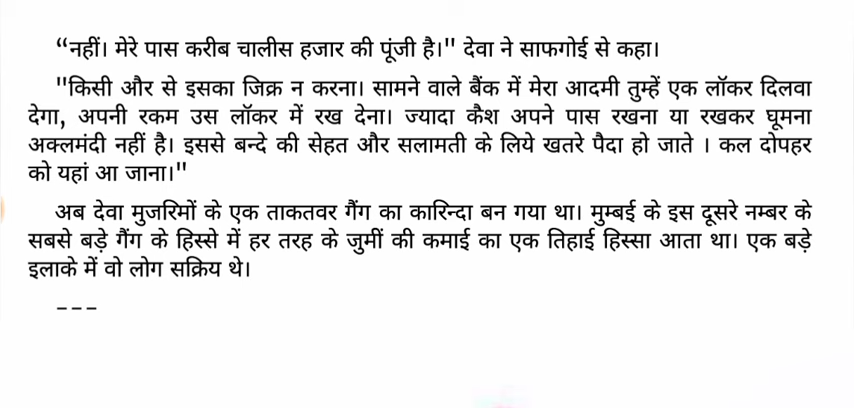 “नहीं। मेरे पास करीब चालीस हजार की पूंजी है।" देवा ने साफगोई से कहा।
"किसी और से इसका जिक्र न करना। सामने वाले बैंक में मेरा आदमी तुम्हें एक लॉकर दिलवा
देगा, अपनी रकम उस लॉकर में रख देना। ज्यादा कैश अपने पास रखना या रखकर घूमना
अक्लमंदी नहीं है। इससे बन्दे की सेहत और सलामती के लिये खतरे पैदा हो जाते । कल दोपहर
को यहां आ जाना।"
अब देवा मुजरिमों के एक ताकतवर गैंग का कारिन्दा बन गया था। मुम्बई के इस दूसरे नम्बर के
सबसे बड़े गैंग के हिस्से में हर तरह के जुर्मी की कमाई का एक तिहाई हिस्सा आता था। एक बड़े
इलाके में वो लोग सक्रिय थे।
---